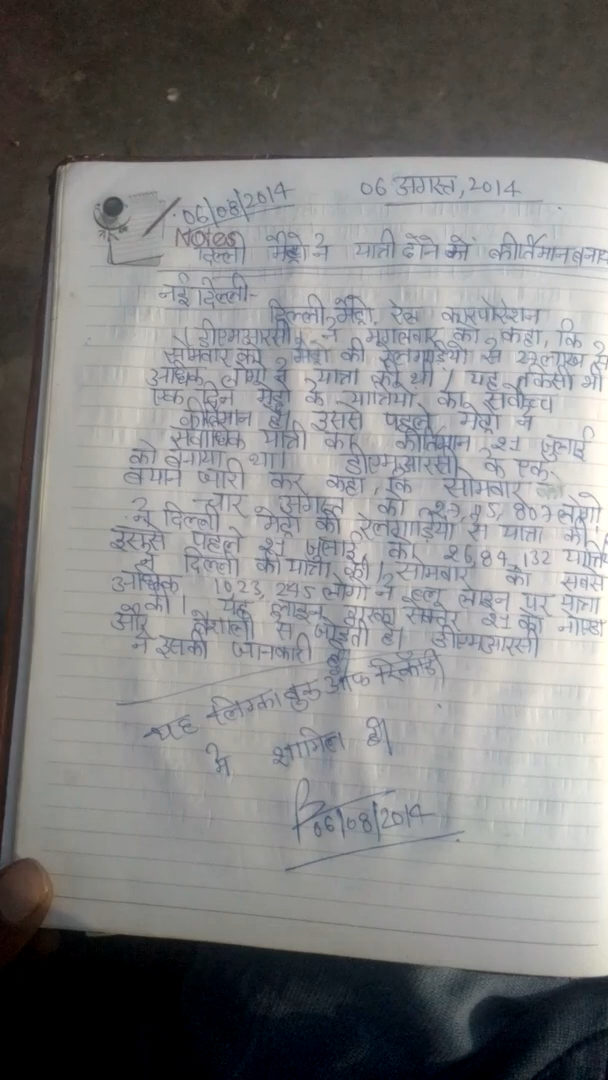 06/08/2014 06 अगस्त, 2014
Notes
दिल्ली मेट्रो ने यात्री ढोने में कीर्तिमान बनाया
नई दिल्ली-
दिल्ली मेट्रो रेल कारपोरेशन
(डीएमआरसी) ने मंगलवार को कहा, कि
सोमवार को मेट्रो की रेलगाड़ियों से 27 लाख से
अधिक लोगों ने यात्रा की थी। यह किसी भी
एक दिन मेट्रो के यात्रियों का सर्वोच्च
कीर्तिमान है। उससे पहले मेट्रो ने
सर्वाधिक यात्री का कीर्तिमान 21 जुलाई
को बनाया था। डीएमआरसी के एक
बयान जारी कर कहा, कि सोमवार
चार अगस्त को लोगों
ने दिल्ली मेट्रो की रेलगाड़ियों से यात्रा की।
इससे पहले 21 जुलाई को 26,84,132
ने दिल्ली की यात्रा की। सोमवार को सबसे
अधिक 1023,245 लोगों ने ब्लू लाइन पर यात्रा
की। यह लाइन द्वारका सेक्टर 21 को नोएडा
और वैशाली से जोड़ती है। डीएमआरसी
ने इसकी जानकारी दी
यह लिम्का बुक ऑफ रिकॉर्ड
में शामिल है।
06/08/2014